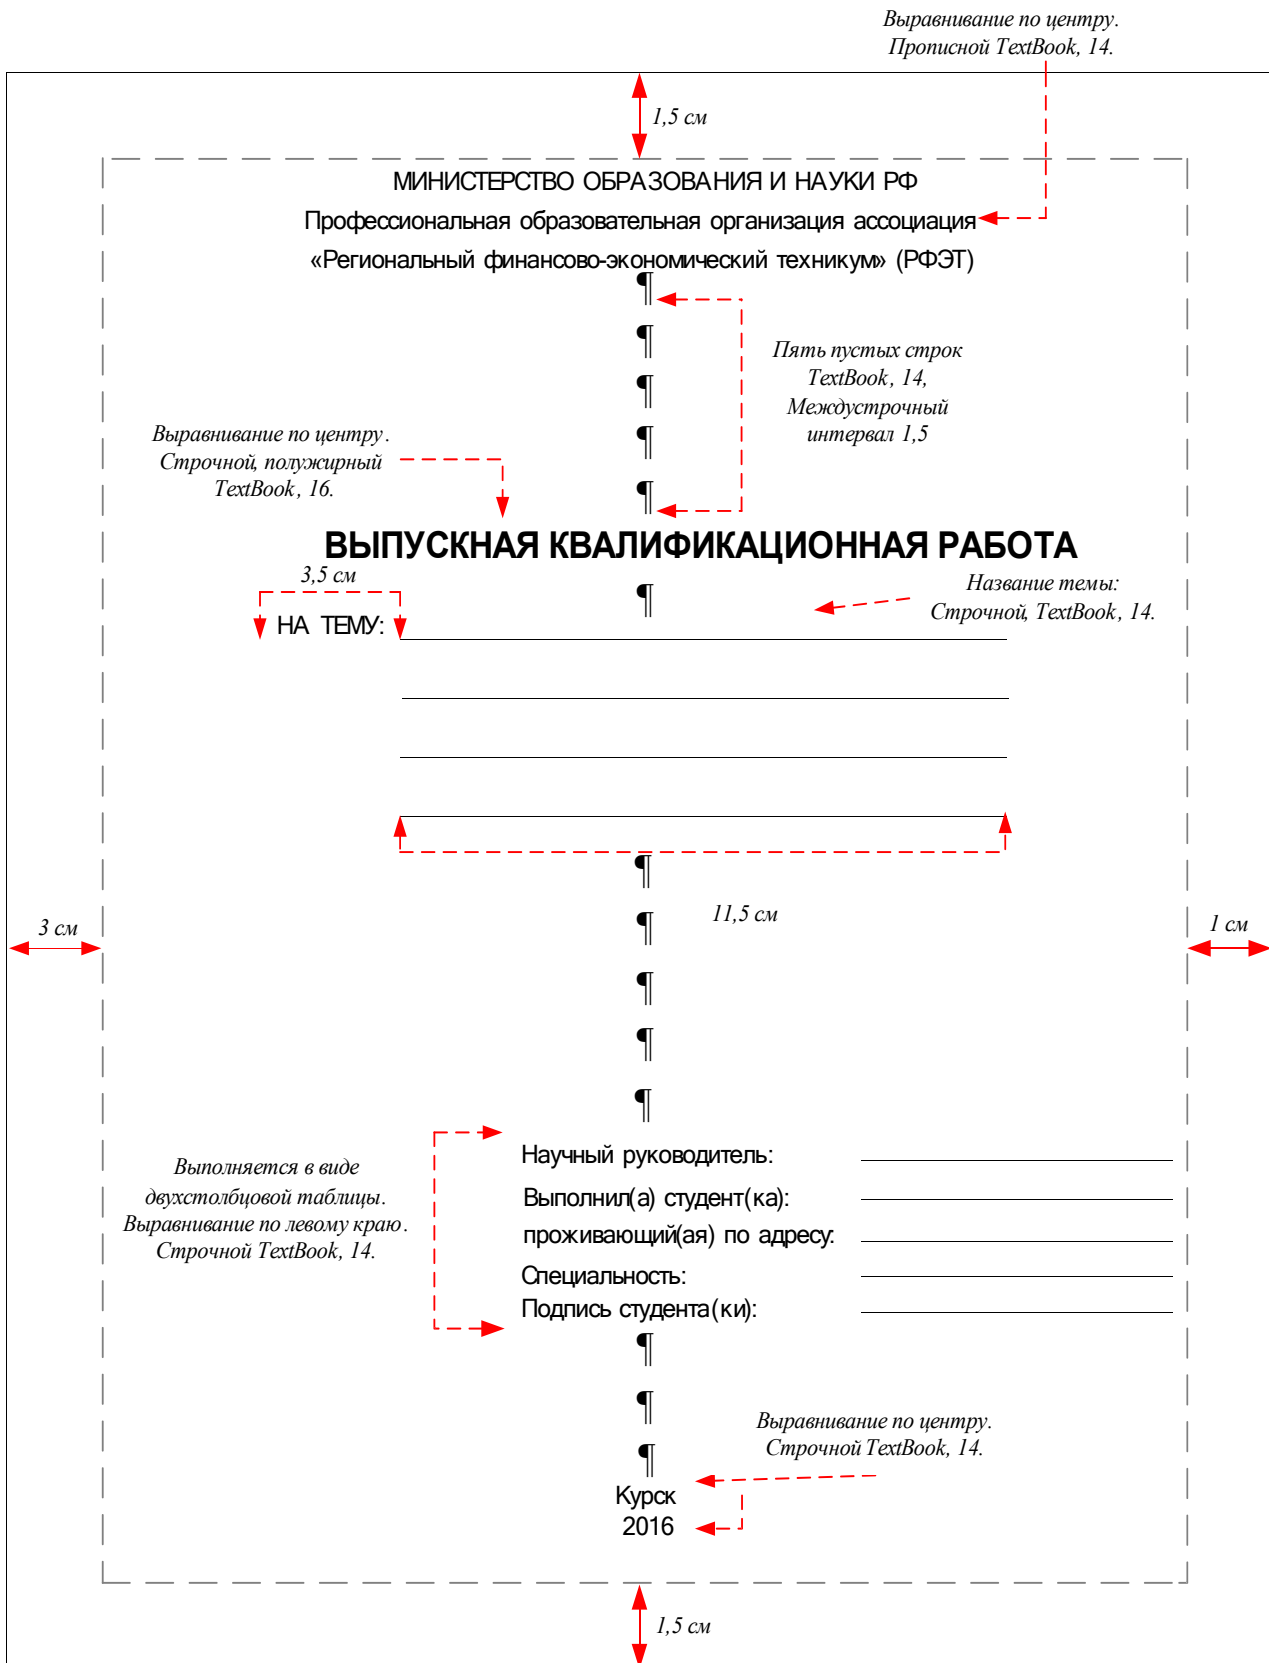 Выравнивание по центру.
Прописной TextBook, 14.
1,5 см
МИНИСТЕРСТВО ОБРАЗОВАНИЯ И НАУКИ РФ
Профессиональная образовательная организация ассоциация
«Региональный финансово-экономический техникум» (РФЭТ)
¶
¶
¶
¶
¶
Пять пустых строк
TextBook, 14,
Междустрочный
интервал 1,5
Выравнивание по центру.
Строчной, полужирный
TextBook, 16.
ВЫПУСКНАЯ КВАЛИФИКАЦИОННАЯ РАБОТА
3,5 см
¶
Название темы:
Строчной, TextBook, 14.
НА ТЕМУ:
¶
¶
¶
¶
¶
11,5 см
3 см
1 см
Выполняется в виде
двухстолбцовой таблицы.
Выравнивание по левому краю.
Строчной TextBook, 14.
Научный руководитель:
Выполнил(а) студент(ка):
проживающий(ая) по адресу:
Специальность:
Подпись студента(ки):
¶
¶
¶
Выравнивание по центру.
Строчной TextBook, 14.
Курск
2016
1,5 см